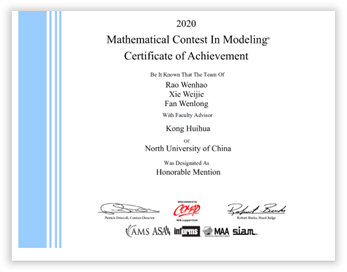 2020
Mathematical Contest In Modeling®
Certificate of Achievement
Be It Known That The Team Of
Rao Wenhao
Xie Weijie
Fan Wenlong
With Faculty Advisor
Kong Huihua
Of
North University of China
Was Designated As
Honorable Mention
Patrick Driscoll, Contest Director
Robert Burks, Head Judge
AMS ASA informs MAA siam.